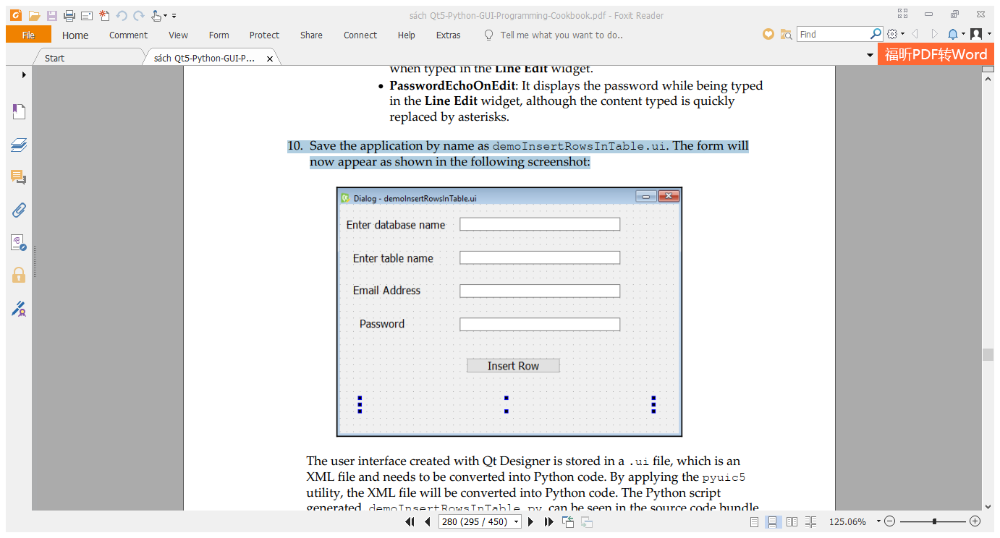 sách Qt5-Python-GUI-Programming-Cookbook.pdf - Foxit Reader
File Home Comment View Form Protect Share Connect Help Extras Tell me what you want to do.. Find
Start sách Qt5-Python-GUI-P... 福昕PDF转Word
when typed in the Line Edit widget.
• PasswordEchoOnEdit: It displays the password while being typed
in the Line Edit widget, although the content typed is quickly
replaced by asterisks.
10. Save the application by name as demoInsertRowsInTable.ui. The form will
now appear as shown in the following screenshot:
Qt Dialog - demoInsertRowsInTable.ui
Enter database name
Enter table name
Email Address
Password
Insert Row
The user interface created with Qt Designer is stored in a .ui file, which is an
XML file and needs to be converted into Python code. By applying the pyuic5
utility, the XML file will be converted into Python code. The Python script
generated, demoInsertRowsInTable.py, can be seen in the source code bundle
280 (295 / 450) 125.06%